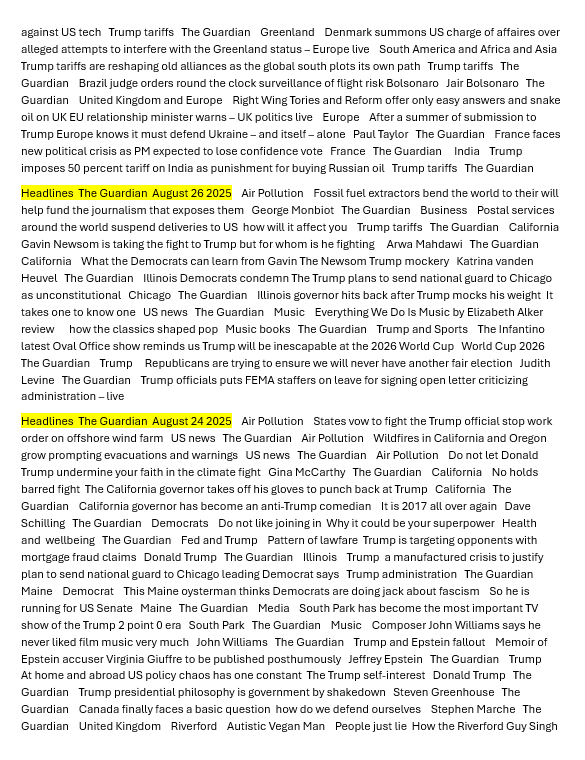 against US tech Trump tariffs The Guardian Greenland Denmark summons US charge of affaires over
alleged attempts to interfere with the Greenland status – Europe live South America and Africa and Asia
Trump tariffs are reshaping old alliances as the global south plots its own path Trump tariffs The
Guardian Brazil judge orders round the clock surveillance of flight risk Bolsonaro Jair Bolsonaro The
Guardian United Kingdom and Europe Right Wing Tories and Reform offer only easy answers and snake
oil on UK EU relationship minister warns – UK politics live Europe After a summer of submission to
Trump Europe knows it must defend Ukraine – and itself – alone Paul Taylor The Guardian France faces
new political crisis as PM expected to lose confidence vote France The Guardian India Trump
imposes 50 percent tariff on India as punishment for buying Russian oil Trump tariffs The Guardian
Headlines The Guardian August 26 2025 Air Pollution Fossil fuel extractors bend the world to their will
help fund the journalism that exposes them George Monbiot The Guardian Business Postal services
around the world suspend deliveries to US how will it affect you Trump tariffs The Guardian California
Gavin Newsom is taking the fight to Trump but for whom is he fighting Arwa Mahdawi The Guardian
California What the Democrats can learn from Gavin The Newsom Trump mockery Katrina vanden
Heuvel The Guardian Illinois Democrats condemn The Trump plans to send national guard to Chicago
as unconstitutional Chicago The Guardian Illinois governor hits back after Trump mocks his weight It
takes one to know one US news The Guardian Music Everything We Do Is Music by Elizabeth Alker
review how the classics shaped pop Music books The Guardian Trump and Sports The Infantino
latest Oval Office show reminds us Trump will be inescapable at the 2026 World Cup World Cup 2026
The Guardian Trump Republicans are trying to ensure we will never have another fair election Judith
Levine The Guardian Trump officials puts FEMA staffers on leave for signing open letter criticizing
administration – live
Headlines The Guardian August 24 2025 Air Pollution States vow to fight the Trump official stop work
order on offshore wind farm US news The Guardian Air Pollution Wildfires in California and Oregon
grow prompting evacuations and warnings US news The Guardian Air Pollution Do not let Donald
Trump undermine your faith in the climate fight Gina McCarthy The Guardian California No holds
barred fight The California governor takes off his gloves to punch back at Trump California The
Guardian California governor has become an anti-Trump comedian It is 2017 all over again Dave
Schilling The Guardian Democrats Do not like joining in Why it could be your superpower Health
and wellbeing The Guardian Fed and Trump Pattern of lawfare Trump is targeting opponents with
mortgage fraud claims Donald Trump The Guardian Illinois Trump a manufactured crisis to justify
plan to send national guard to Chicago leading Democrat says Trump administration The Guardian
Maine Democrat This Maine oysterman thinks Democrats are doing jack about fascism So he is
running for US Senate Maine The Guardian Media South Park has become the most important TV
show of the Trump 2 point 0 era South Park The Guardian Music Composer John Williams says he
never liked film music very much John Williams The Guardian Trump and Epstein fallout Memoir of
Epstein accuser Virginia Giuffre to be published posthumously Jeffrey Epstein The Guardian Trump
At home and abroad US policy chaos has one constant The Trump self-interest Donald Trump The
Guardian Trump presidential philosophy is government by shakedown Steven Greenhouse The
Guardian Canada finally faces a basic question how do we defend ourselves Stephen Marche The
Guardian United Kingdom Riverford Autistic Vegan Man People just lie How the Riverford Guy Singh